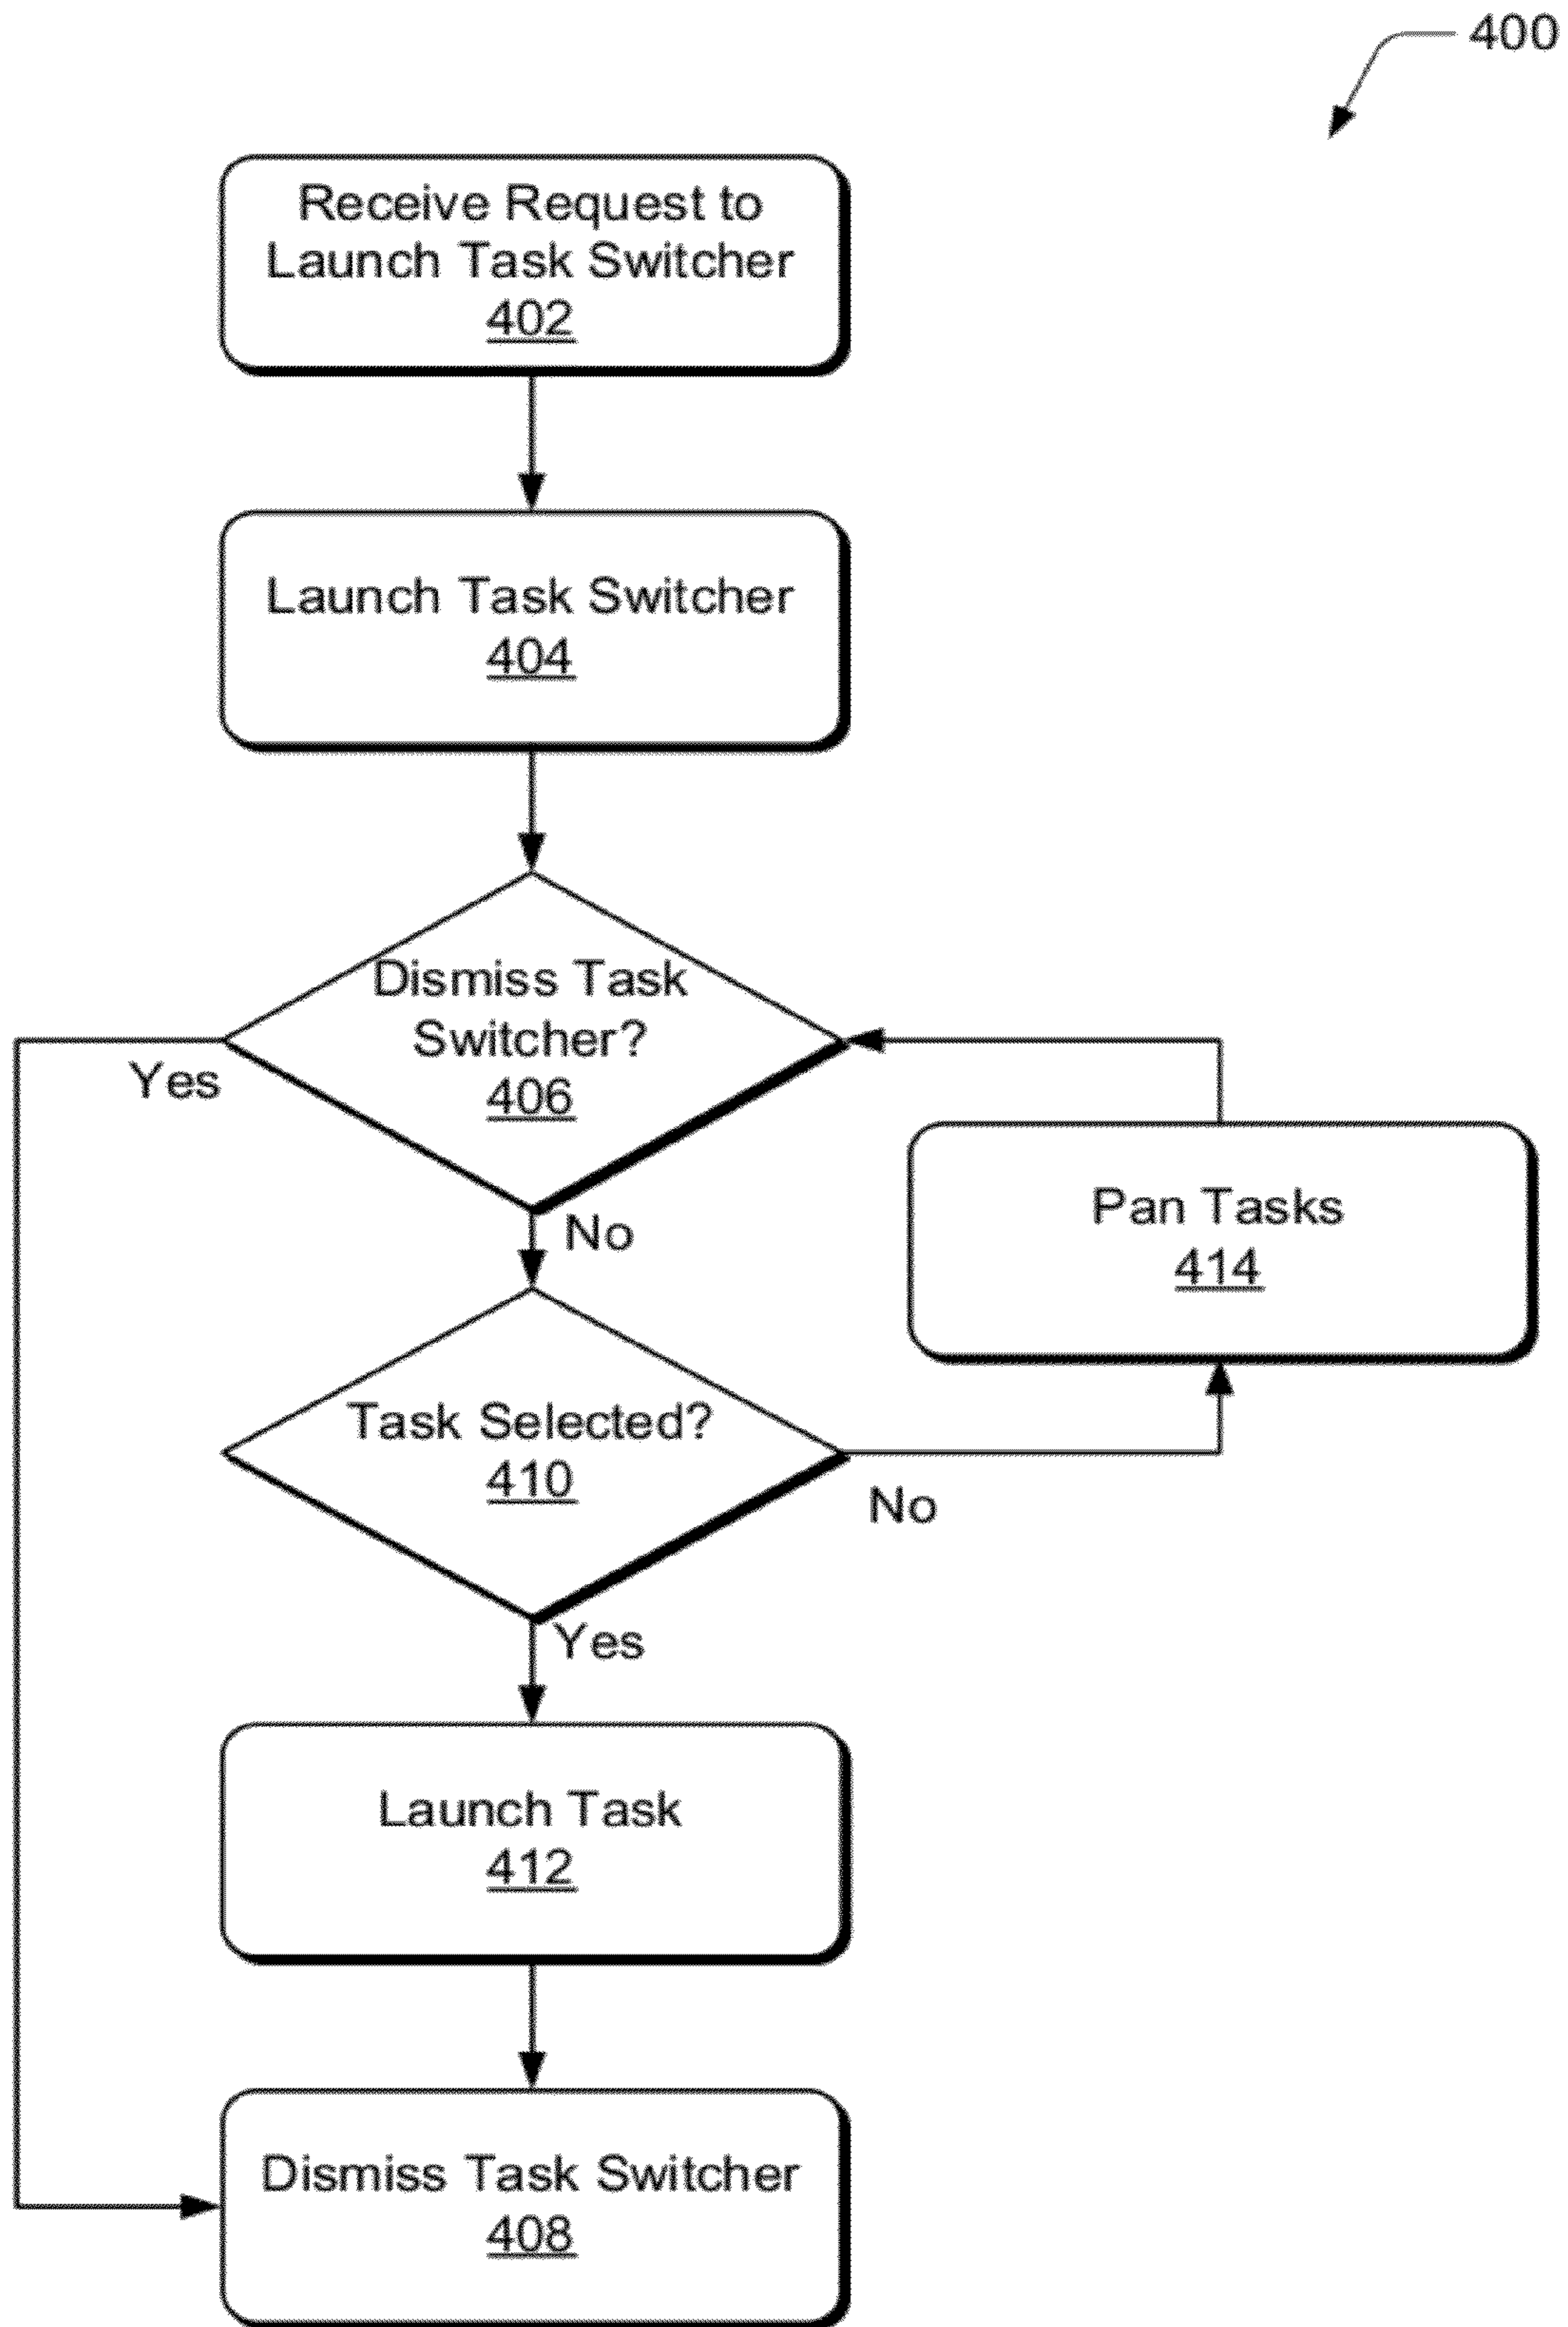 400
Receive Request to
Launch Task Switcher
402
Launch Task Switcher
404
Dismiss Task
Switcher?
406
Yes
No
Pan Tasks
414
Task Selected?
410
No
Yes
Launch Task
412
Dismiss Task Switcher
408